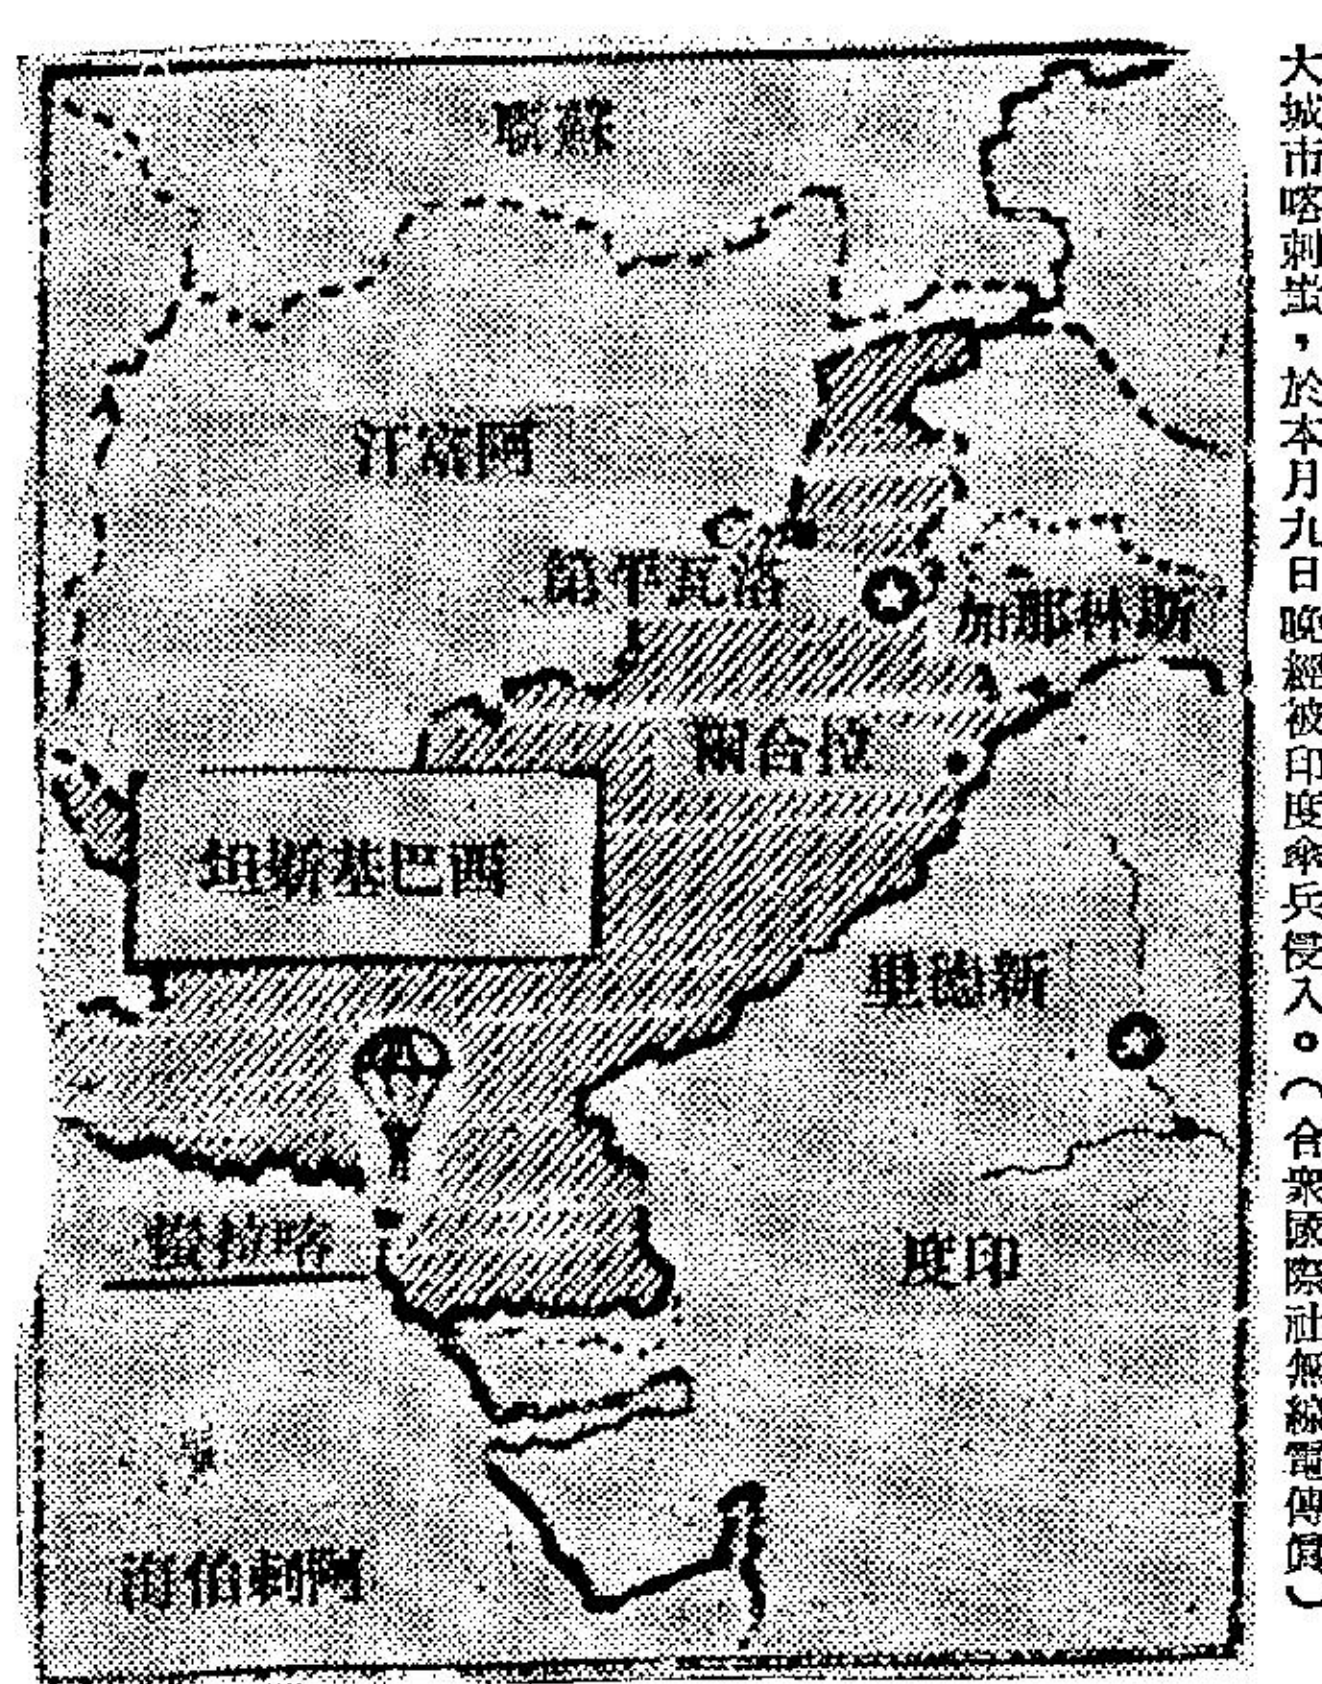 大城市喀剌蚩，於本月九日晚經被印度傘兵侵入。（合衆國際社無線電傳眞）
蘇聯
阿富汗
洛瓦平第
斯林那加
拉合爾
西巴基斯坦
新德里
印度
喀拉蚩
阿剌伯海